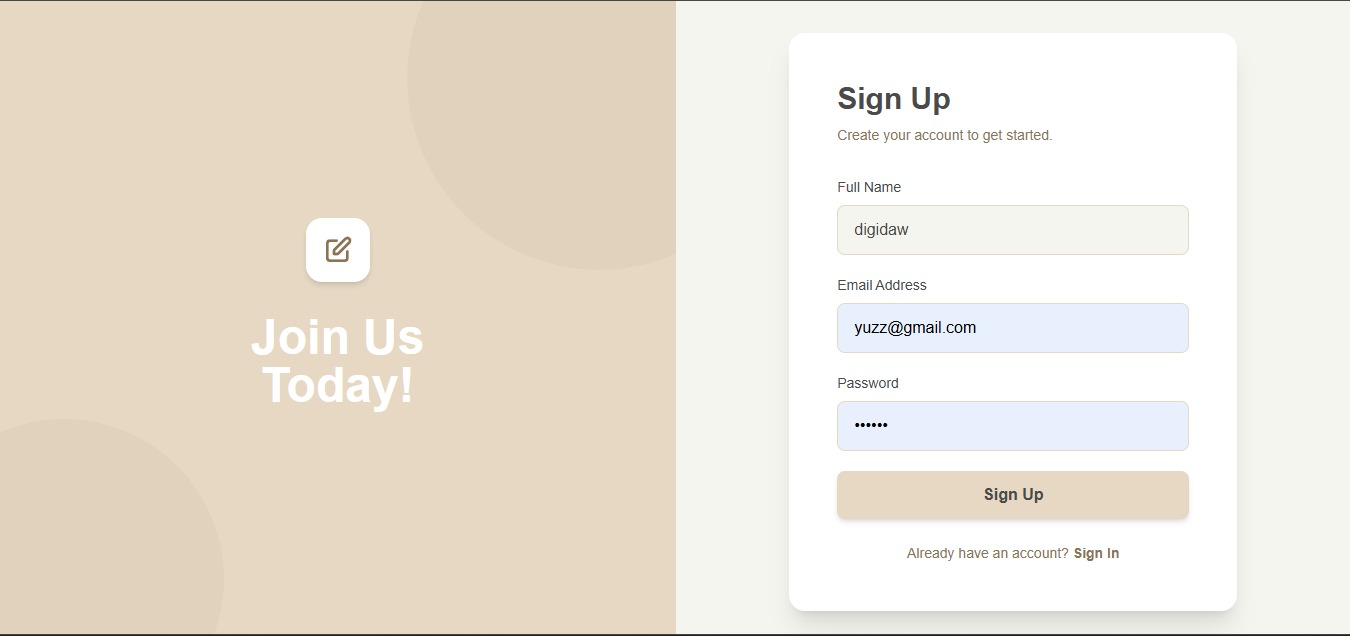 Join Us
Today!
Sign Up
Create your account to get started.
Full Name
digidaw
Email Address
yuzz@gmail.com
Password
••••••
Sign Up
Already have an account? Sign In